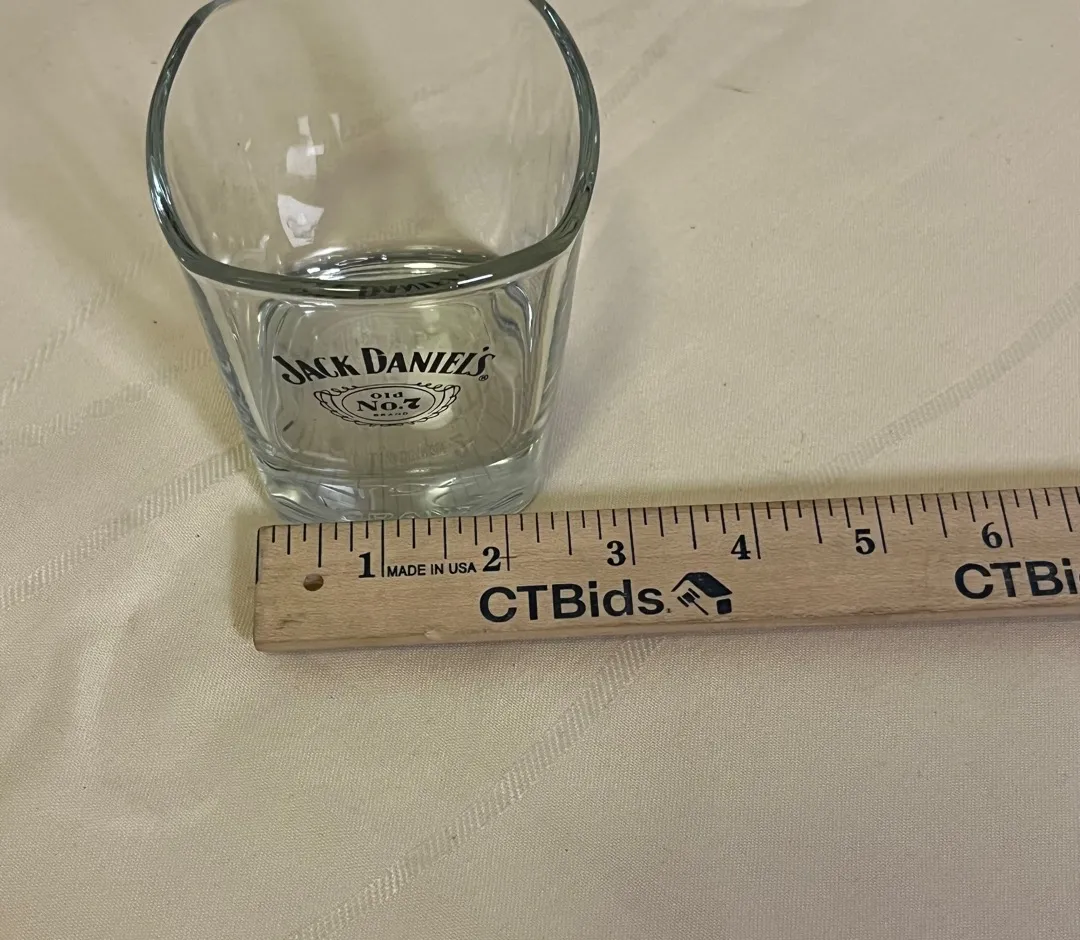 JACK DANIEL'S®
Old
No.7
BRAND
1 2 3 4 5 6
MADE IN USA
CTBids. CTBi